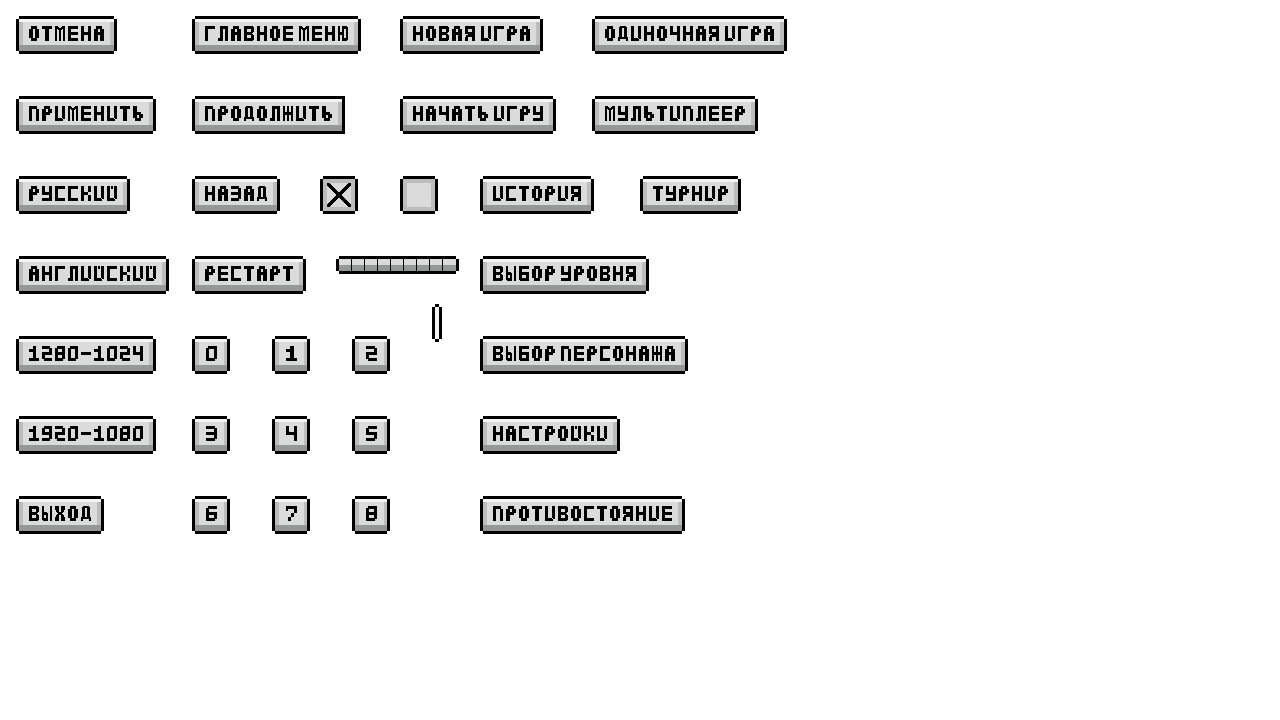 ОТМЕНА ГЛАВНОЕ МЕНЮ НОВАЯ ИГРА ОДИНОЧНАЯ ИГРА
ПРИМЕНИТЬ ПРОДОЛЖИТЬ НАЧАТЬ ИГРУ МУЛЬТИПЛЕЕР
РУССКИЙ НАЗАД ИСТОРИЯ ТУРНИР
АНГЛИЙСКИЙ РЕСТАРТ ВЫБОР УРОВНЯ
1280-1024 0 1 2 ВЫБОР ПЕРСОНАЖА
1920-1080 3 4 5 НАСТРОЙКИ
ВЫХОД 6 7 8 ПРОТИВОСТОЯНИЕ